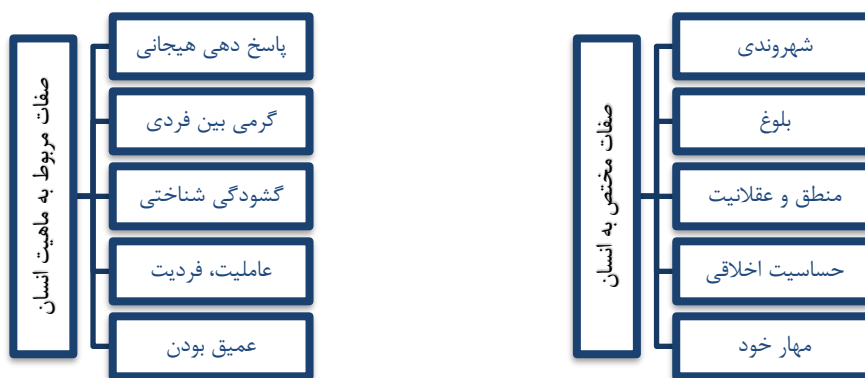 صفات مختص به انسان
شهروندی
بلوغ
منطق و عقلانیت
حساسیت اخلاقی
مهار خود
صفات مربوط به ماهیت انسان
پاسخ دهی هیجانی
گرمی بین فردی
گشودگی شناختی
عاملیت، فردیت
عمیق بودن